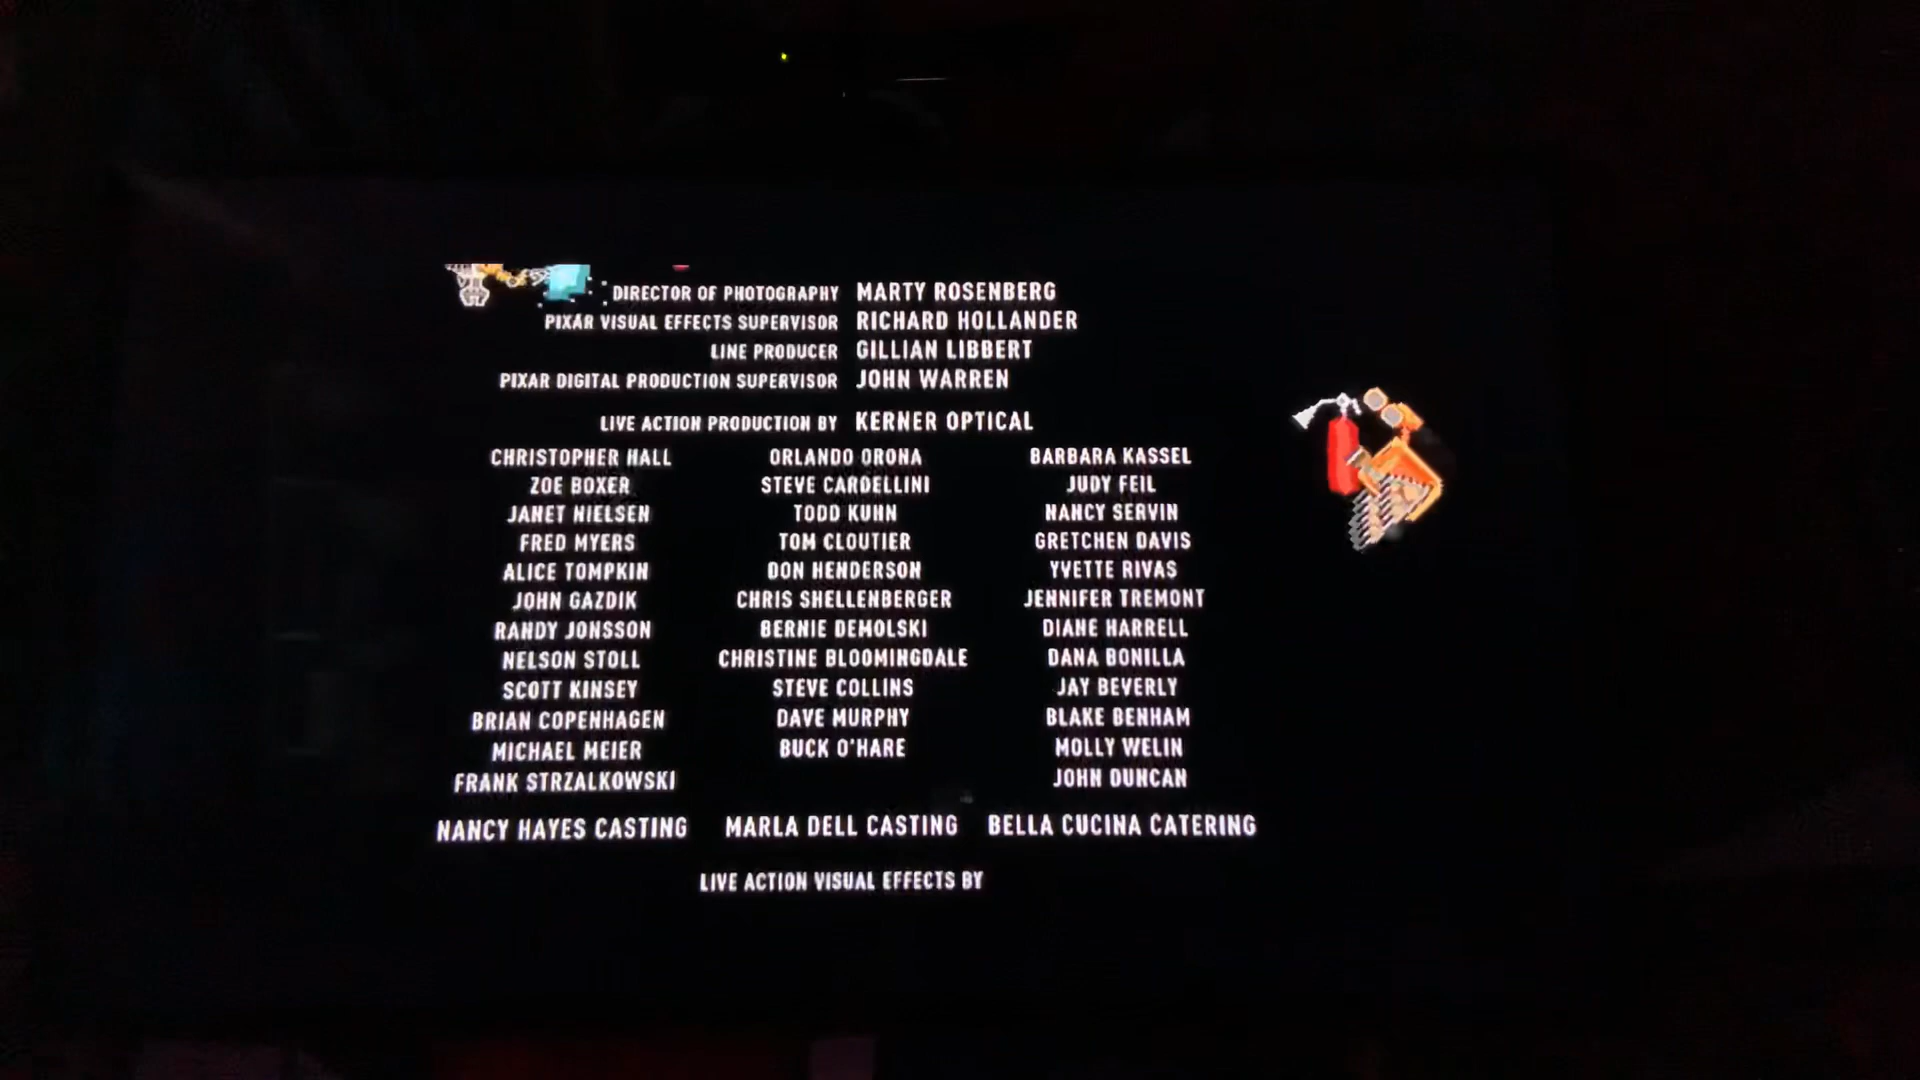 DIRECTOR OF PHOTOGRAPHY MARTY ROSENBERG
PIXAR VISUAL EFFECTS SUPERVISOR RICHARD HOLLANDER
LINE PRODUCER GILLIAN LIBBERT
PIXAR DIGITAL PRODUCTION SUPERVISOR JOHN WARREN
LIVE ACTION PRODUCTION BY KERNER OPTICAL
CHRISTOPHER HALL ORLANDO ORONA BARBARA KASSEL
ZOE BOXER STEVE CARDELLINI JUDY FEIL
JANET NIELSEN TODD KUHN NANCY SERVIN
FRED MYERS TOM CLOUTIER GRETCHEN DAVIS
ALICE TOMPKIN DON HENDERSON YVETTE RIVAS
JOHN GAZDIK CHRIS SHELLENBERGER JENNIFER TREMONT
RANDY JONSSON BERNIE DEMOLSKI DIANE HARRELL
NELSON STOLL CHRISTINE BLOOMINGDALE DANA BONILLA
SCOTT KINSEY STEVE COLLINS JAY BEVERLY
BRIAN COPENHAGEN DAVE MURPHY BLAKE BENHAM
MICHAEL MEIER BUCK O'HARE MOLLY WELIN
FRANK STRZALKOWSKI JOHN DUNCAN
NANCY HAYES CASTING MARLA DELL CASTING BELLA CUCINA CATERING
LIVE ACTION VISUAL EFFECTS BY